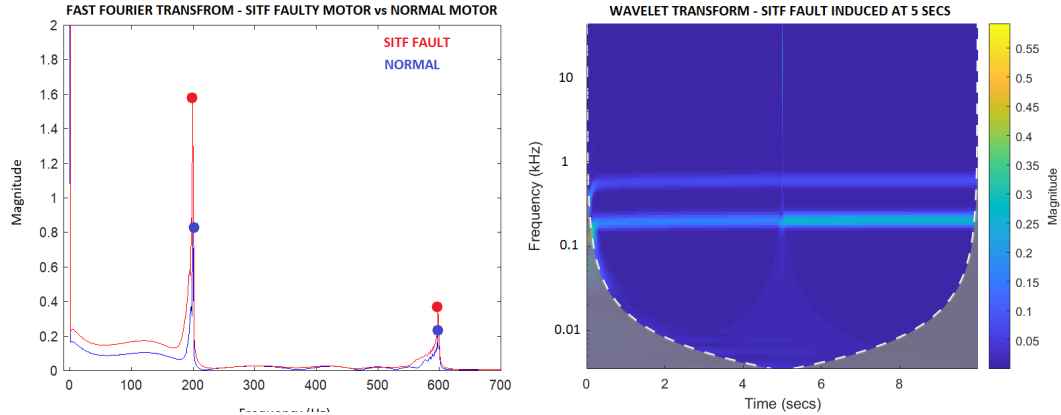 FAST FOURIER TRANSFROM - SITF FAULTY MOTOR vs NORMAL MOTOR
SITF FAULT
NORMAL
Magnitude
2
1.8
1.6
1.4
1.2
1
0.8
0.6
0.4
0.2
0
0 100 200 300 400 500 600 700
Frequency (Hz)
WAVELET TRANSFORM - SITF FAULT INDUCED AT 5 SECS
Frequency (kHz)
10
1
0.1
0.01
0 2 4 6 8
Time (secs)
0.55
0.5
0.45
0.4
0.35
0.3
0.25
0.2
0.15
0.1
0.05
Magnitude